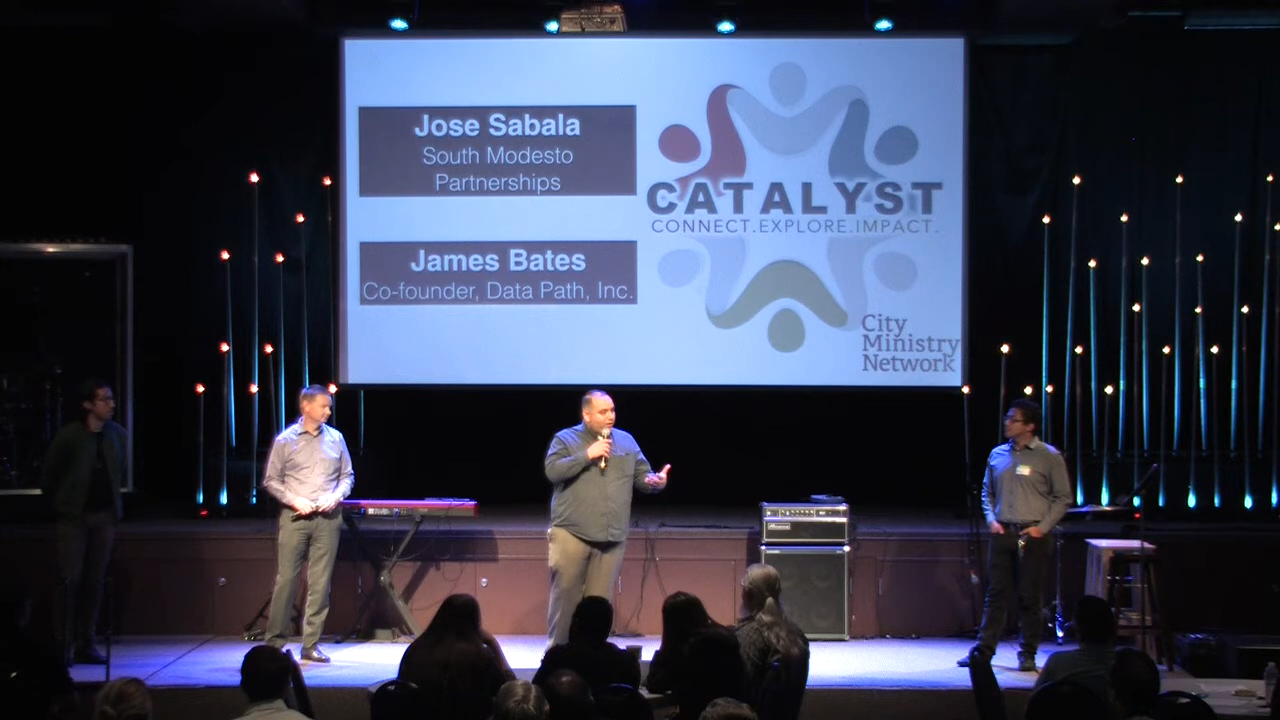 Jose Sabala
South Modesto
Partnerships
James Bates
Co-founder, Data Path, Inc.
CATALYST
CONNECT.EXPLORE.IMPACT.
City
Ministry
Network